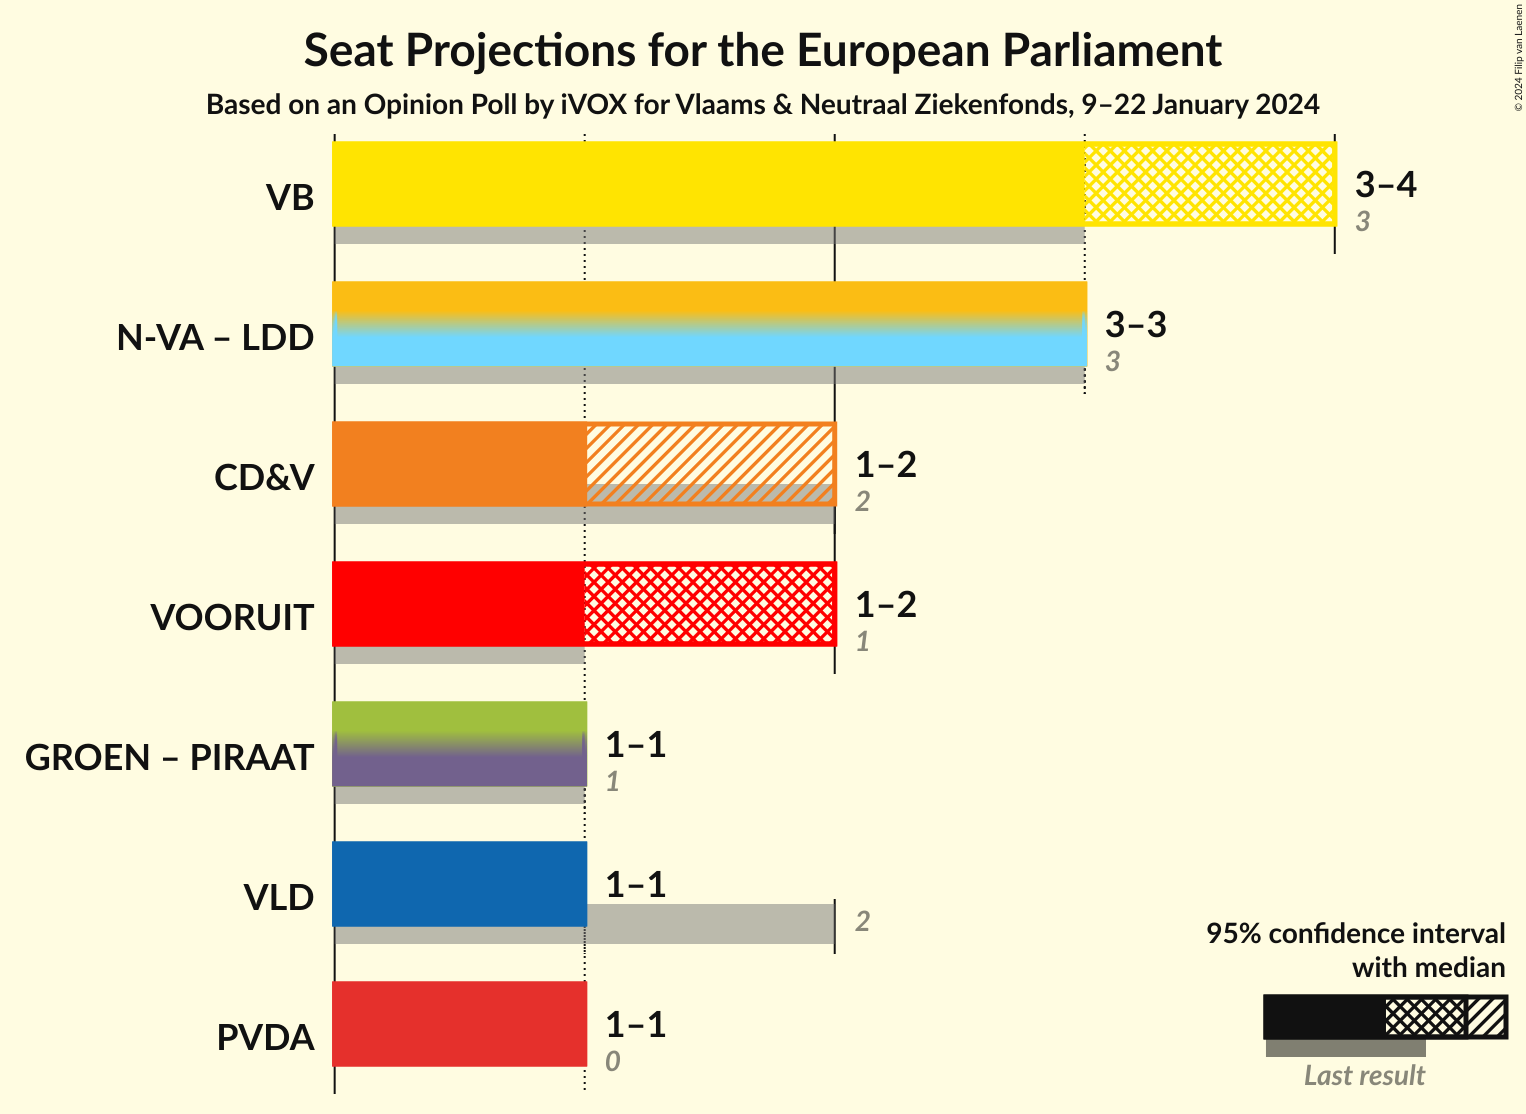 Seat Projections for the European Parliament
Based on an Opinion Poll by iVOX for Vlaams & Neutraal Ziekenfonds, 9–22 January 2024
© 2024 Filip van Laenen
VB
3–4
3
N-VA – LDD
3–3
3
CD&V
1–2
2
VOORUIT
1–2
1
GROEN – PIRAAT
1–1
1
VLD
1–1
2
PVDA
1–1
0
95% confidence interval
with median
Last result